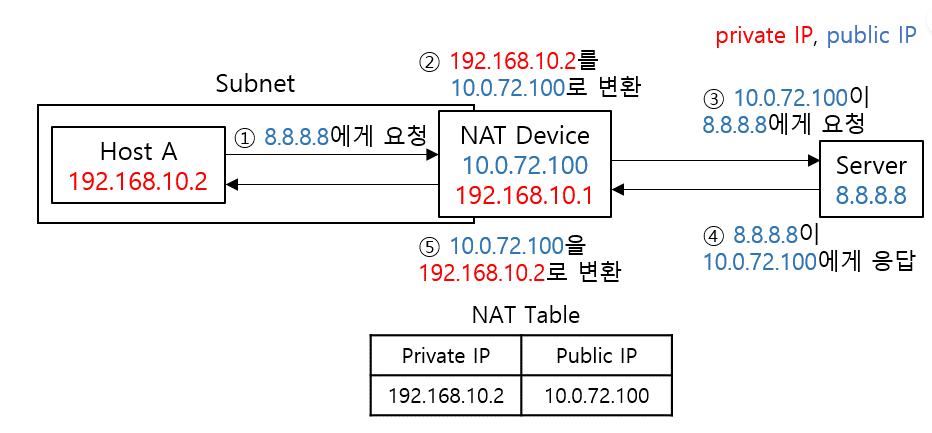 private IP, public IP
Subnet
② 192.168.10.2를
10.0.72.100로 변환
③ 10.0.72.100이
8.8.8.8에게 요청
Host A
192.168.10.2
① 8.8.8.8에게 요청
NAT Device
10.0.72.100
192.168.10.1
Server
8.8.8.8
④ 8.8.8.8이
10.0.72.100에게 응답
⑤ 10.0.72.100을
192.168.10.2로 변환
NAT Table
Private IP Public IP
192.168.10.2 10.0.72.100